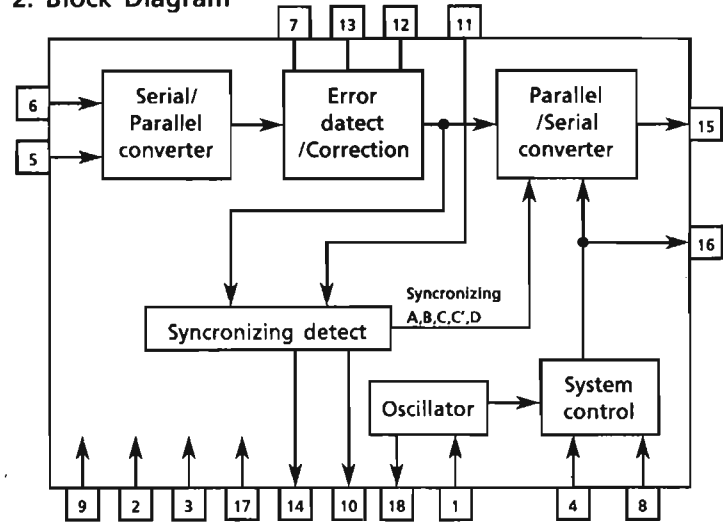 2. Block Diagram
7
13
12
11
6
5
Serial/
Parallel
converter
Error
datect
/Correction
Parallel
/Serial
converter
15
16
Syncronizing
A,B,C,C',D
Syncronizing detect
Oscillator
System
control
9
2
3
17
14
10
18
1
4
8